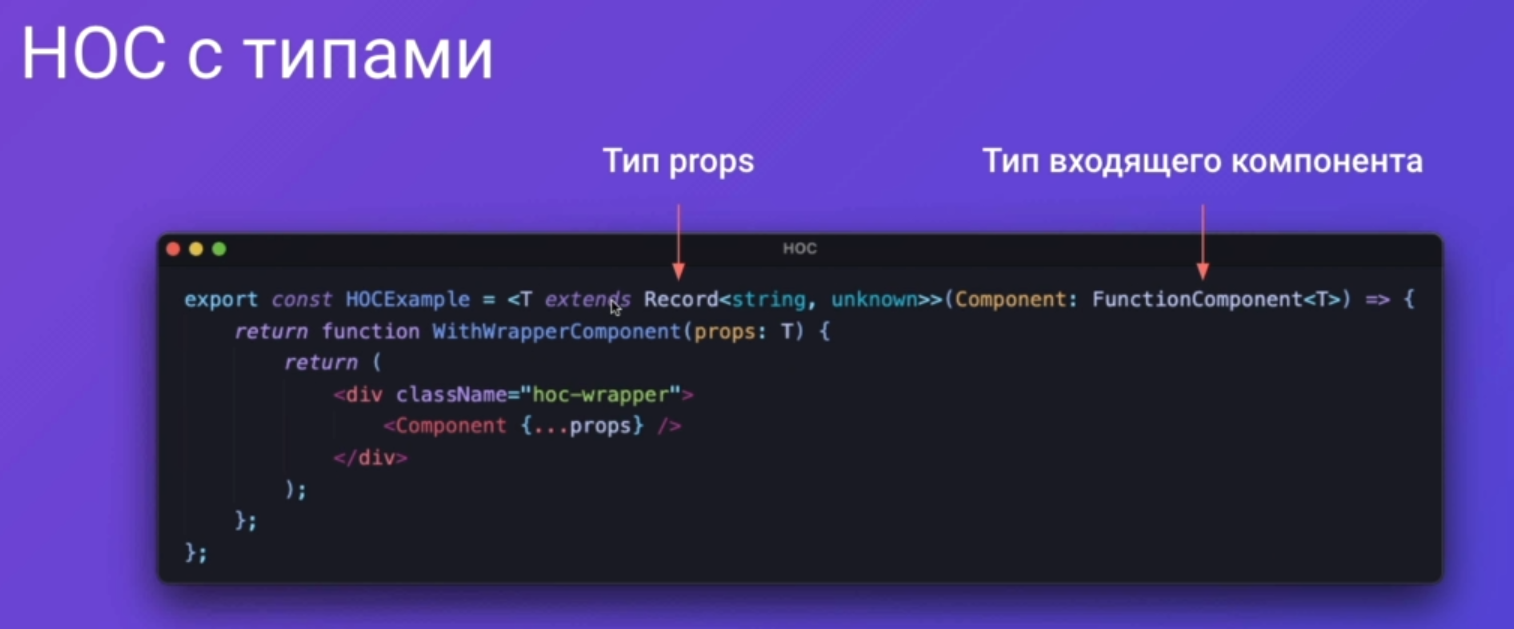 HOC с типами
Тип props
Тип входящего компонента
HOC
export const HOCExample = <T extends Record<string, unknown>>(Component: FunctionComponent<T>) => {
return function WithWrapperComponent(props: T) {
return (
<div className="hoc-wrapper">
<Component {...props} />
</div>
);
};
};